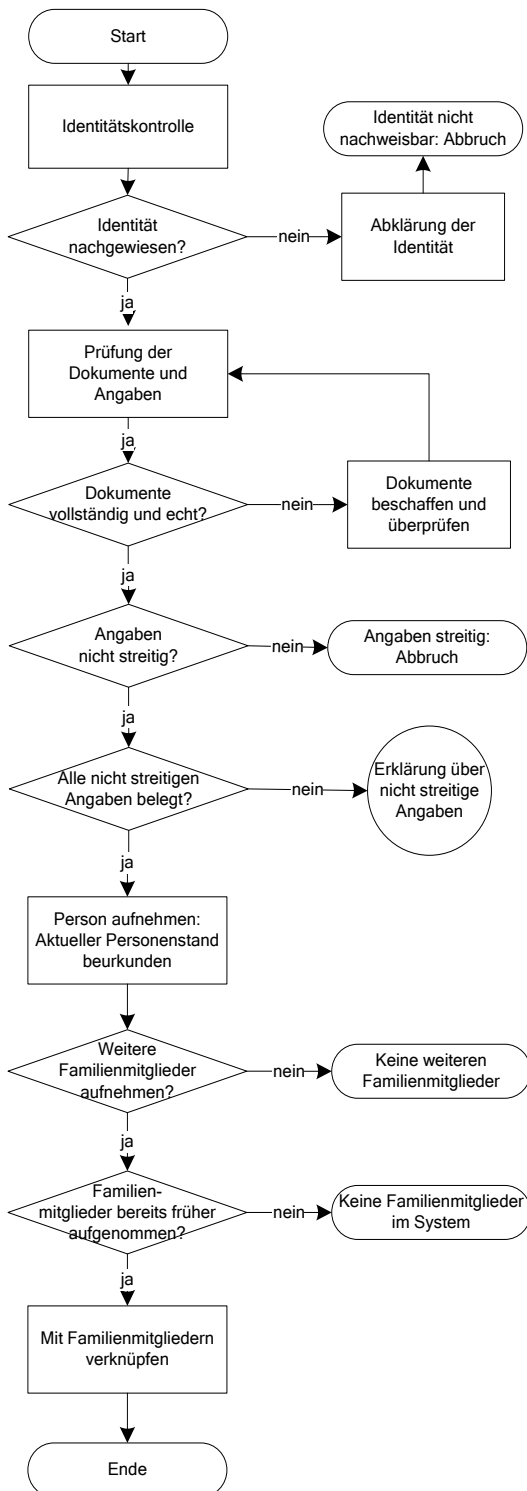 Start
Identitätskontrolle
Identität nicht
nachweisbar: Abbruch
Identität
nachgewiesen?
nein
Abklärung der
Identität
ja
Prüfung der
Dokumente und
Angaben
ja
Dokumente
vollständig und echt?
nein
Dokumente
beschaffen und
überprüfen
ja
Angaben
nicht streitig?
nein
Angaben streitig:
Abbruch
ja
Alle nicht streitigen
Angaben belegt?
nein
Erklärung über
nicht streitige
Angaben
ja
Person aufnehmen:
Aktueller Personenstand
beurkunden
Weitere
Familienmitglieder
aufnehmen?
nein
Keine weiteren
Familienmitglieder
ja
Familien-
mitglieder bereits früher
aufgenommen?
nein
Keine Familienmitglieder
im System
ja
Mit Familienmitgliedern
verknüpfen
Ende